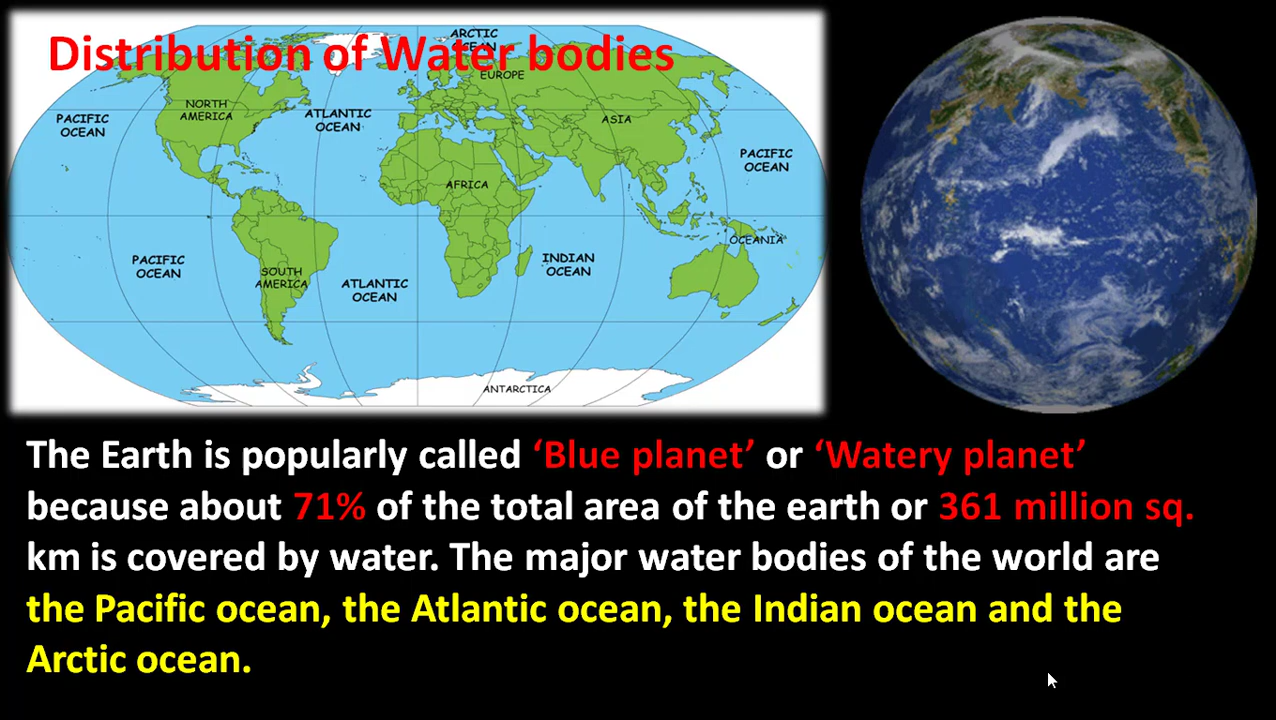 Distribution of Water bodies
ARCTIC
OCEAN
EUROPE
NORTH
AMERICA
PACIFIC
OCEAN
ATLANTIC
OCEAN
ASIA
PACIFIC
OCEAN
AFRICA
OCEANIA
PACIFIC
OCEAN
INDIAN
OCEAN
SOUTH
AMERICA
ATLANTIC
OCEAN
ANTARCTICA
The Earth is popularly called ‘Blue planet’ or ‘Watery planet’
because about 71% of the total area of the earth or 361 million sq.
km is covered by water. The major water bodies of the world are
the Pacific ocean, the Atlantic ocean, the Indian ocean and the
Arctic ocean.